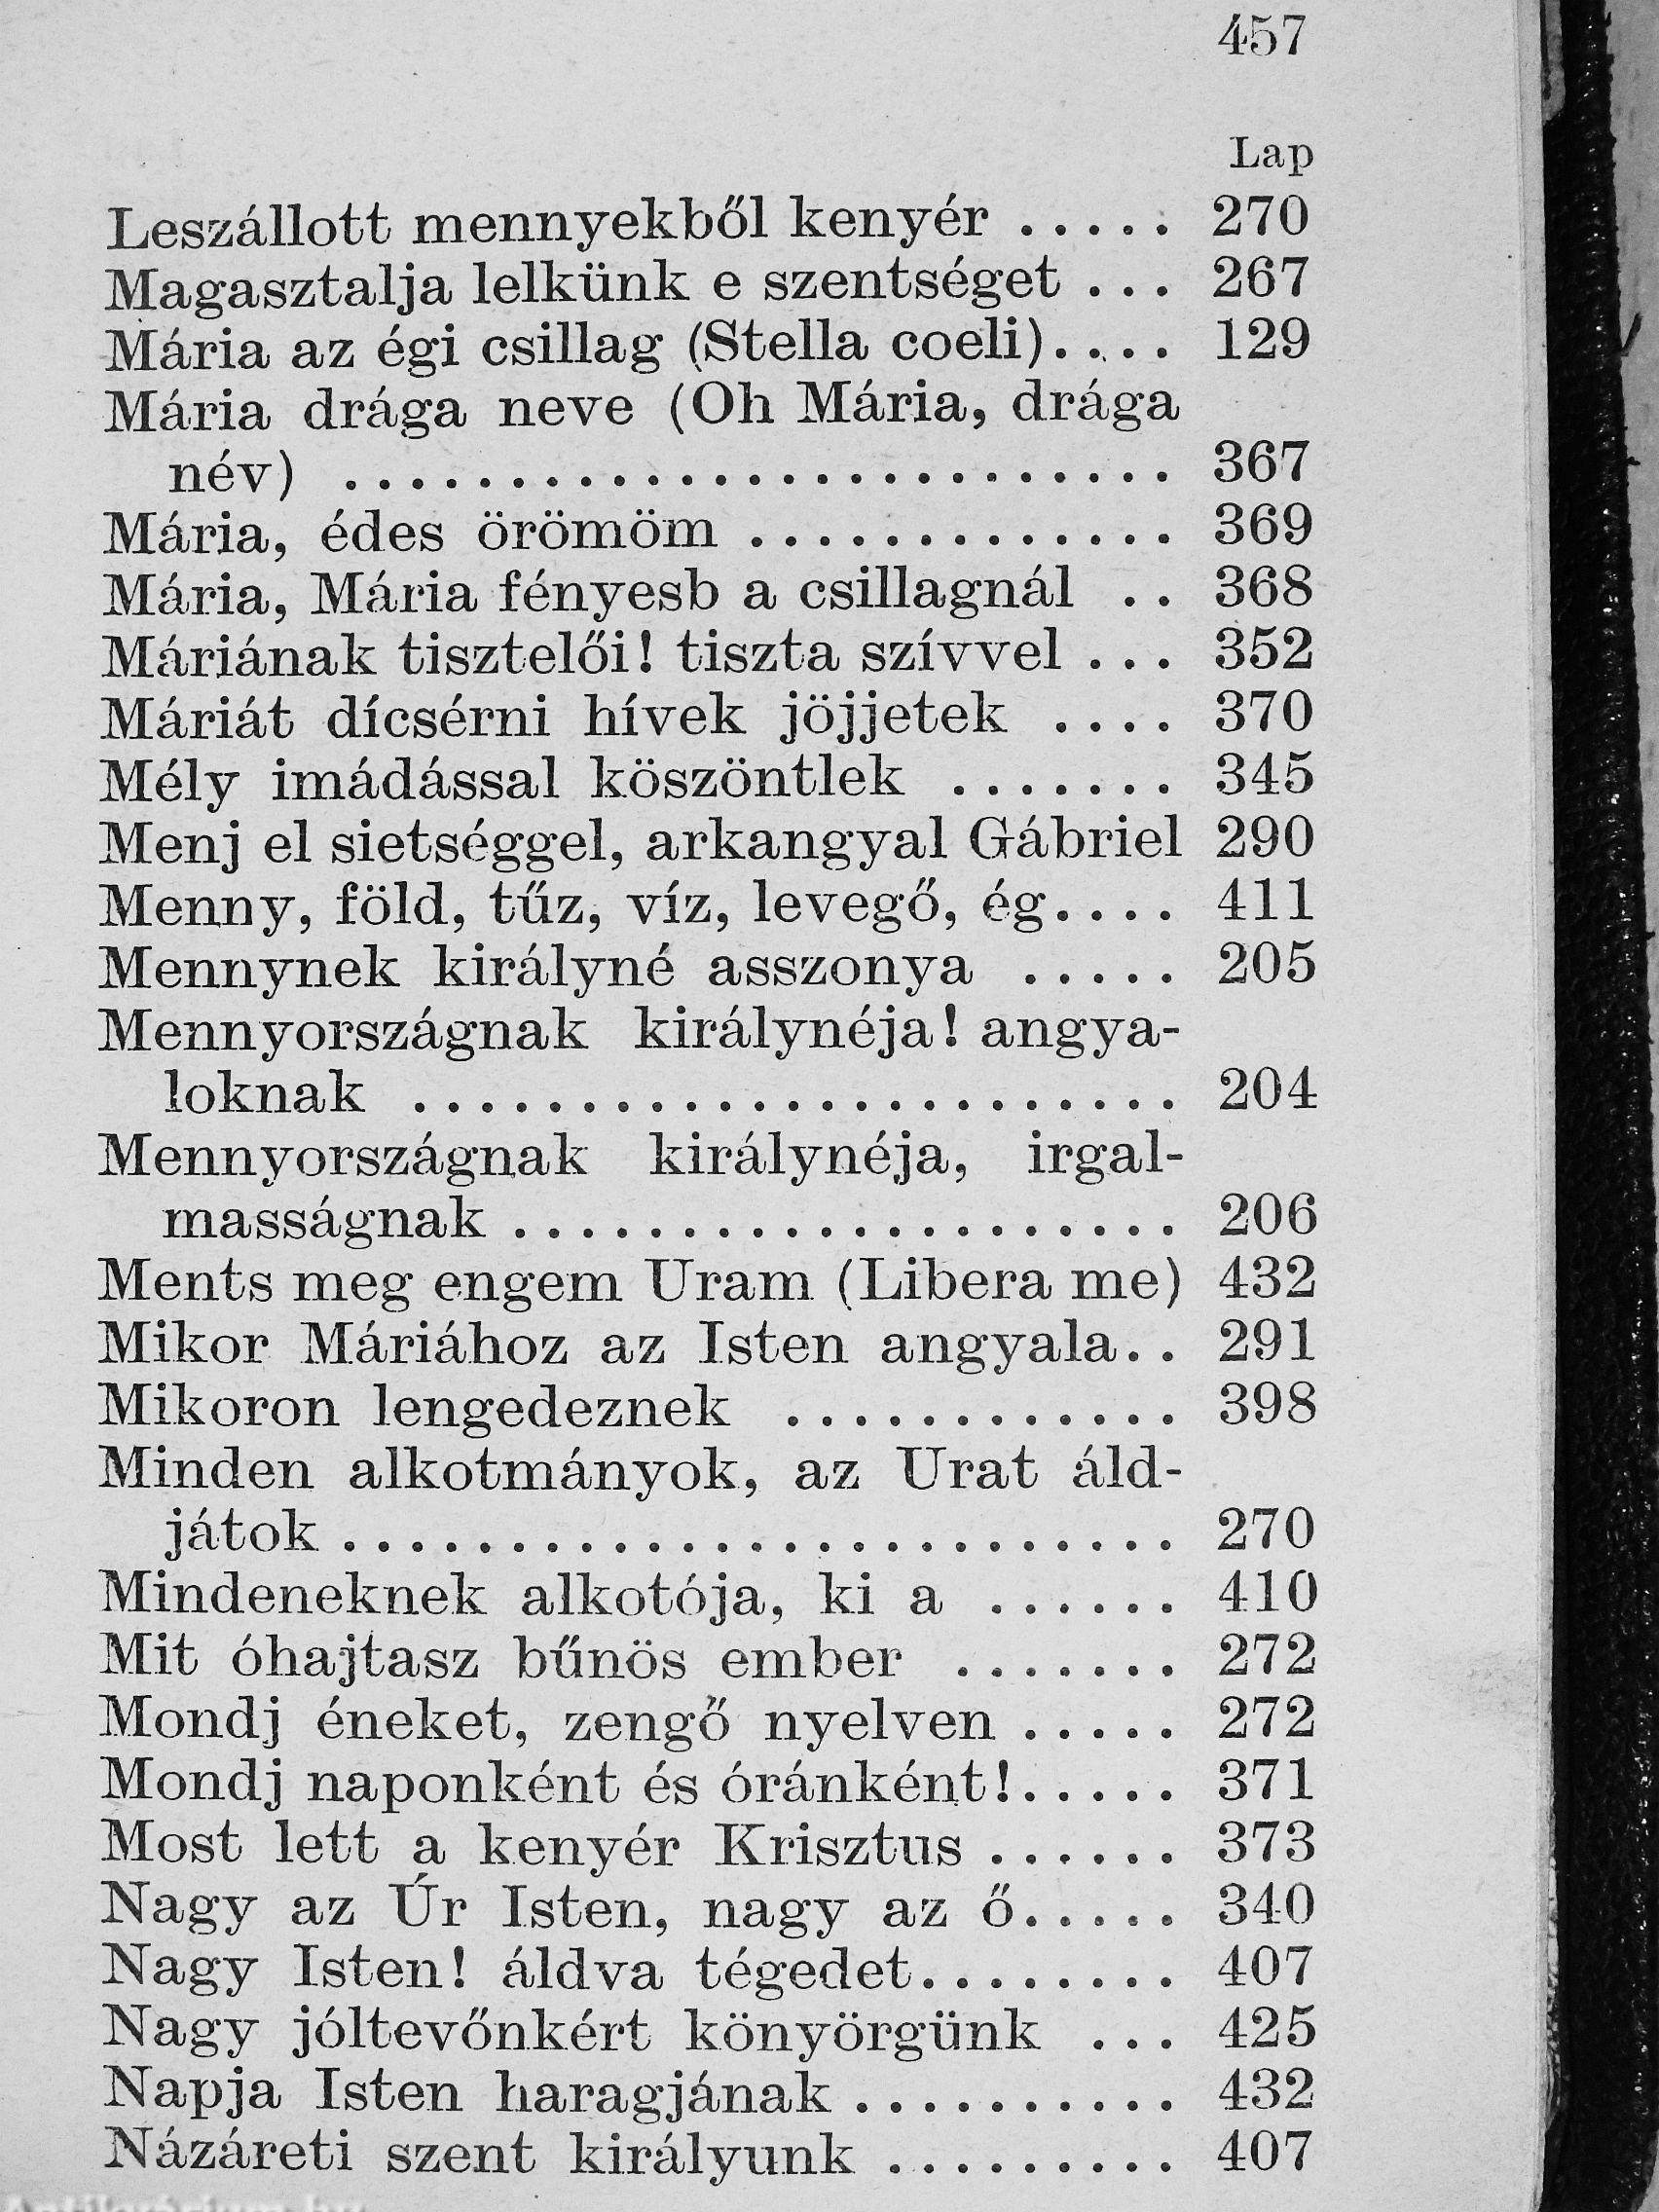 457
Lap
Leszállott mennyekből kenyér ..... 270
Magasztalja lelkünk e szentséget ... 267
Mária az égi csillag (Stella coeli).... 129
Mária drága neve (Oh Mária, drága
név) ......................... 367
Mária, édes örömöm ............. 369
Mária, Mária fényesb a csillagnál .. 368
Máriának tisztelői! tiszta szívvel ... 352
Máriát dícsérni hívek jöjjetek .... 370
Mély imádással köszöntlek ....... 345
Menj el sietséggel, arkangyal Gábriel 290
Menny, föld, tűz, víz, levegő, ég.... 411
Mennynek királyné asszonya ..... 205
Mennyországnak királynéja! angya-
loknak ....................... 204
Mennyországnak királynéja, irgal-
masságnak .................... 206
Ments meg engem Uram (Libera me) 432
Mikor Máriához az Isten angyala.. 291
Mikoron lengedeznek ............ 398
Minden alkotmányok, az Urat áld-
játok ......................... 270
Mindeneknek alkotója, ki a ...... 410
Mit óhajtasz bűnös ember ....... 272
Mondj éneket, zengő nyelven ..... 272
Mondj naponként és óránként!..... 371
Most lett a kenyér Krisztus ...... 373
Nagy az Úr Isten, nagy az ő..... 340
Nagy Isten! áldva tégedet........ 407
Nagy jóltevőnkért könyörgünk ... 425
Napja Isten haragjának .......... 432
Názáreti szent királyunk ......... 407